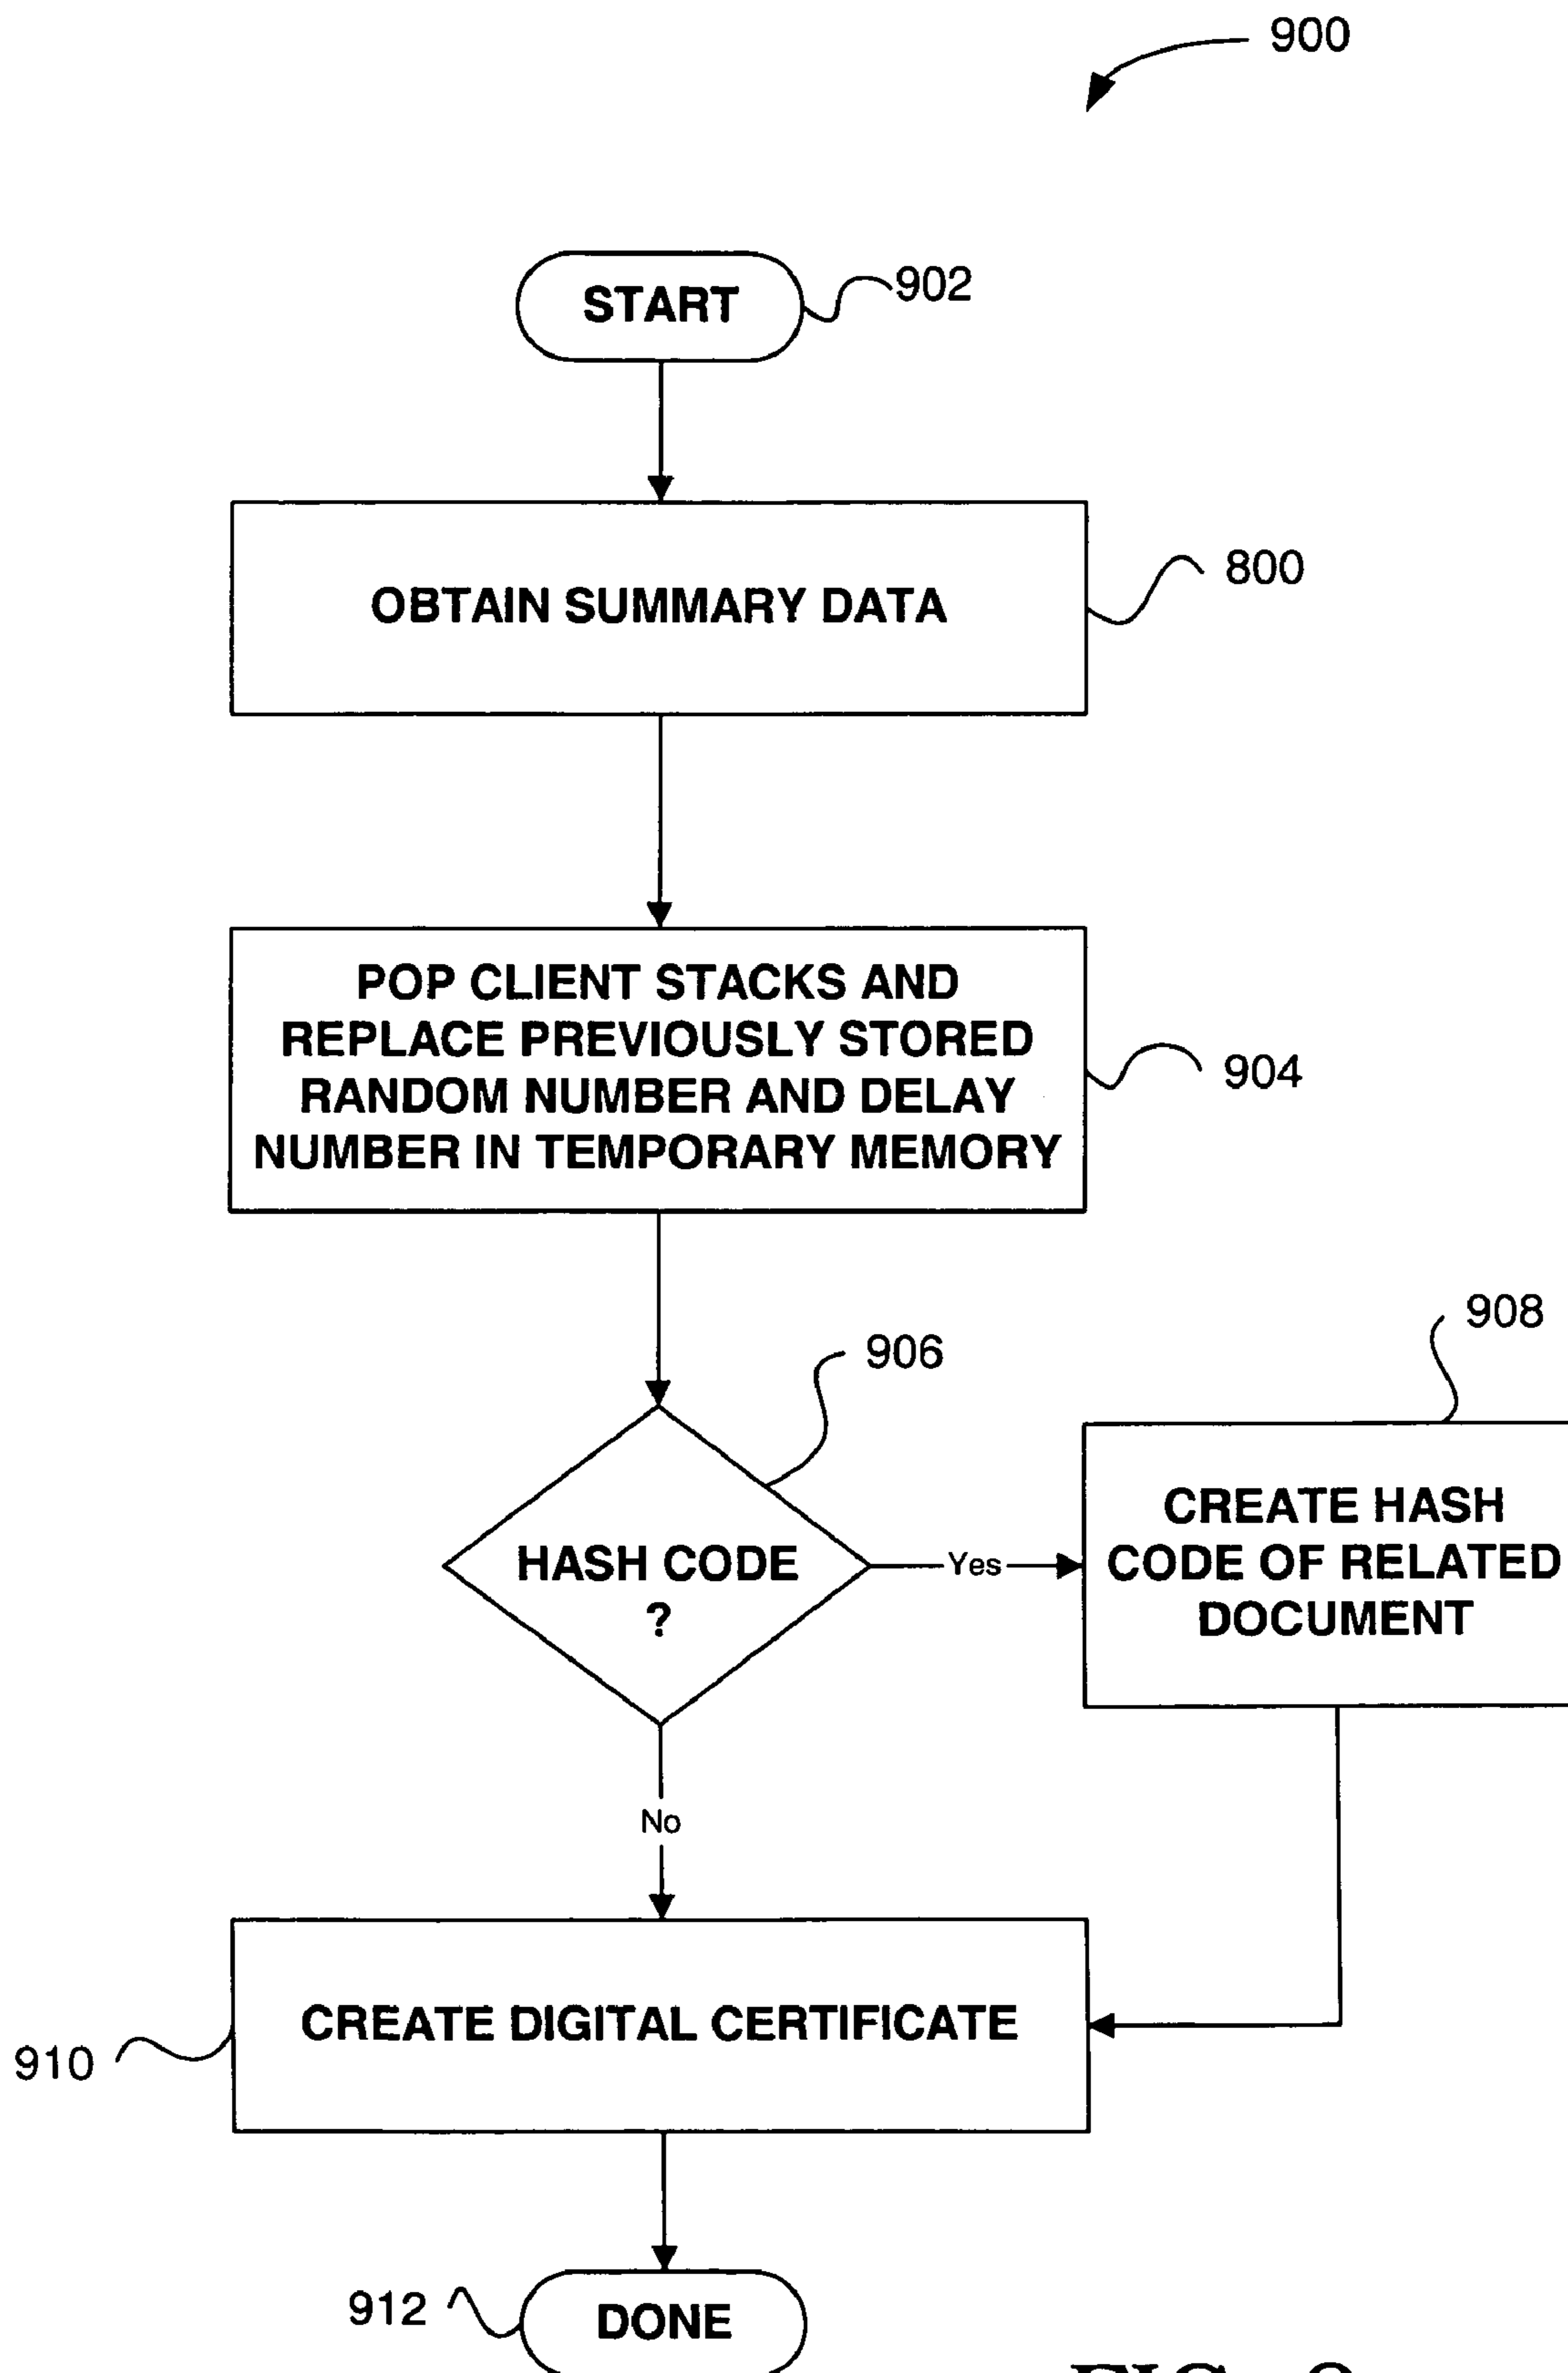 900
START
902
OBTAIN SUMMARY DATA
800
POP CLIENT STACKS AND
REPLACE PREVIOUSLY STORED
RANDOM NUMBER AND DELAY
NUMBER IN TEMPORARY MEMORY
904
906
908
HASH CODE
?
Yes
CREATE HASH
CODE OF RELATED
DOCUMENT
No
CREATE DIGITAL CERTIFICATE
910
912
DONE